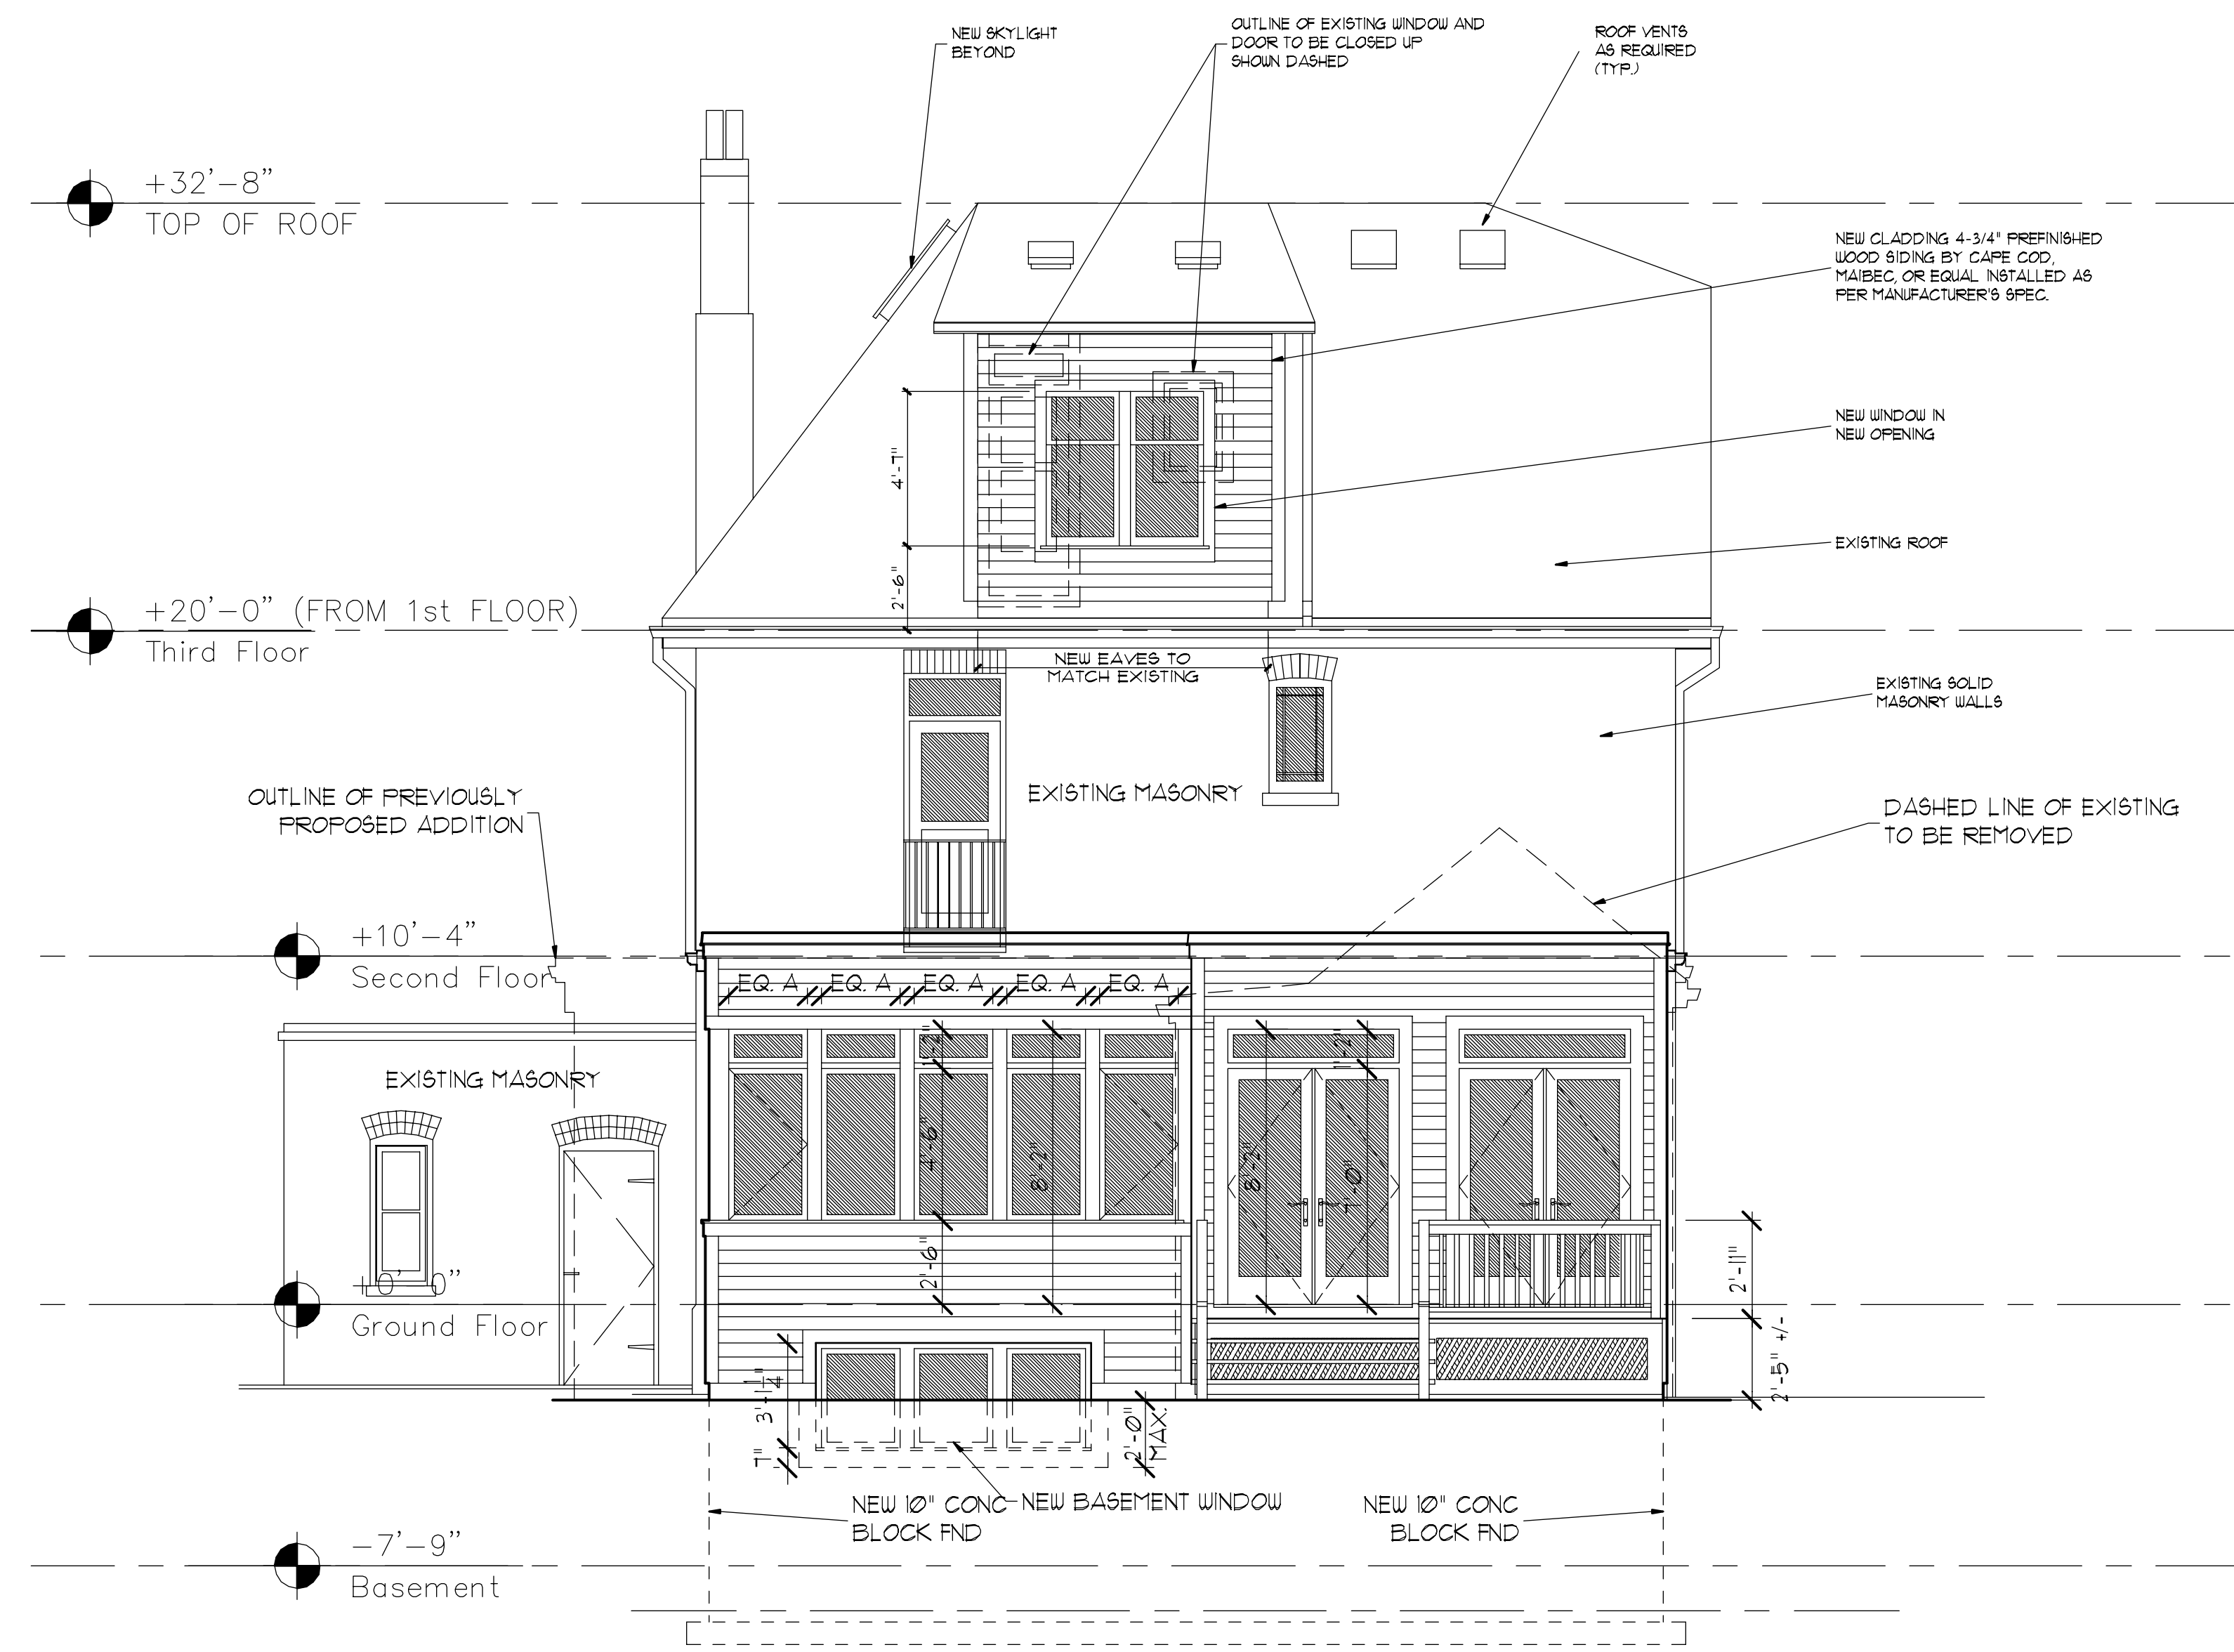 NEW SKYLIGHT
BEYOND
OUTLINE OF EXISTING WINDOW AND
DOOR TO BE CLOSED UP
SHOWN DASHED
ROOF VENTS
AS REQUIRED
(TYP.)
+32'-8"
TOP OF ROOF
NEW CLADDING 4-3/4" PREFINISHED
WOOD SIDING BY CAPE COD,
MAIBEC, OR EQUAL INSTALLED AS
PER MANUFACTURER'S SPEC.
NEW WINDOW IN
NEW OPENING
4'-7"
EXISTING ROOF
2'-6"
+20'-0" (FROM 1st FLOOR)
Third Floor
NEW EAVES TO
MATCH EXISTING
EXISTING SOLID
MASONRY WALLS
OUTLINE OF PREVIOUSLY
PROPOSED ADDITION
EXISTING MASONRY
DASHED LINE OF EXISTING
TO BE REMOVED
+10'-4"
Second Floor
EQ. A EQ. A EQ. A EQ. A EQ. A
1'-2"
1'-2"
EXISTING MASONRY
4'-6"
8'-2"
8'-2"
7'-0"
2'-6"
2'-11"
+0' 0"
Ground Floor
2'-5" +/-
3'-1 1/4"
7"
2'-0"
MAX.
NEW 10" CONC
BLOCK FND
NEW BASEMENT WINDOW
NEW 10" CONC
BLOCK FND
-7'-9"
Basement